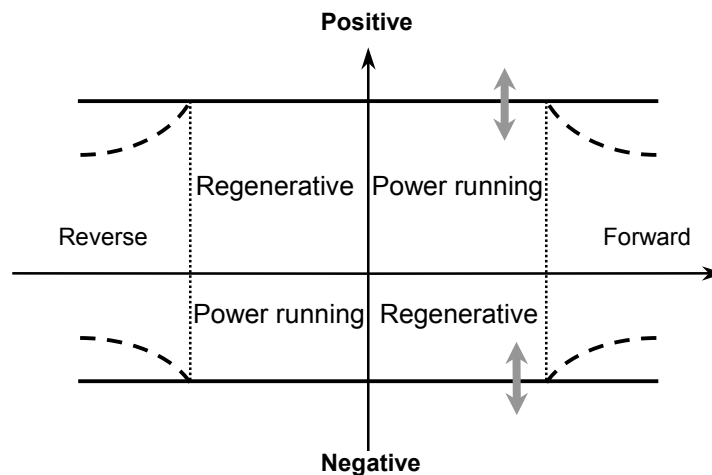 Positive
Regenerative Power running
Reverse Forward
Power running Regenerative
Negative